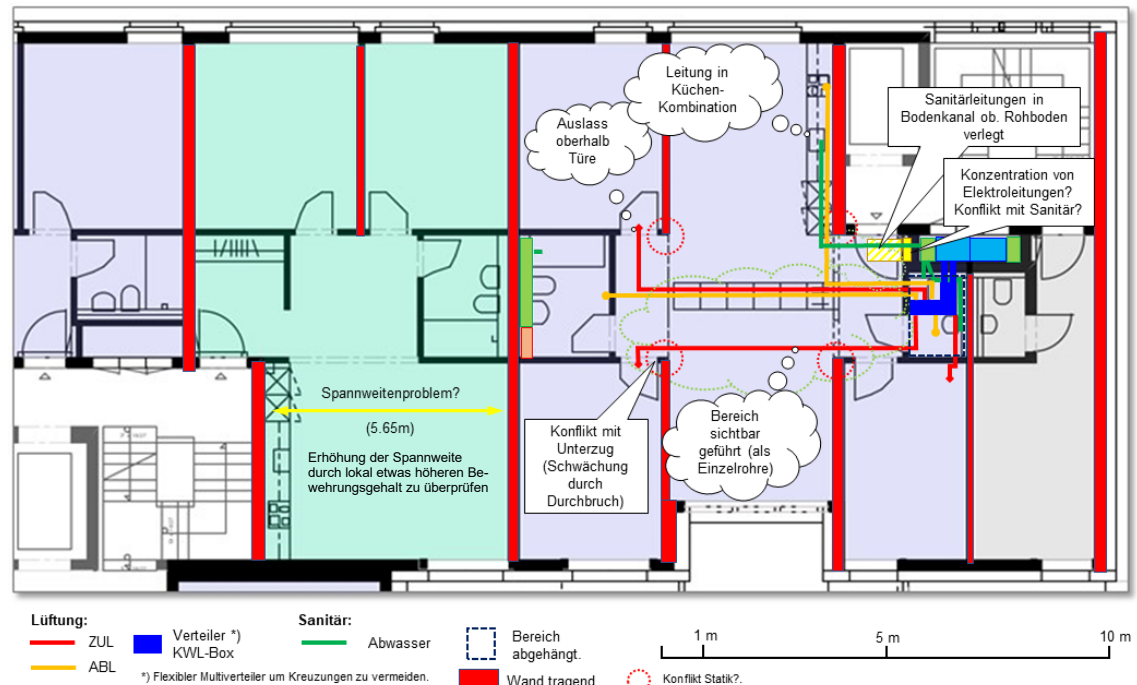 Leitung in
Küchen-
Kombination
Auslass
oberhalb
Türe
Sanitärleitungen in
Bodenkanal ob. Rohboden
verlegt
Konzentration von
Elektroleitungen?
Konflikt mit Sanitär?
Spannweitenproblem?
(5.65m)
Erhöhung der Spannweite
durch lokal etwas höheren Be-
wehrungsgehalt zu überprüfen
Konflikt mit
Unterzug
(Schwächung
durch
Durchbruch)
Bereich
sichtbar
geführt (als
Einzelrohre)
Lüftung:
ZUL
ABL
Verteiler *)
KWL-Box
*) Flexibler Multiverteiler um Kreuzungen zu vermeiden.
Sanitär:
Abwasser
Bereich
abgehängt.
Wand tragend
Konflikt Statik?.
1 m
5 m
10 m